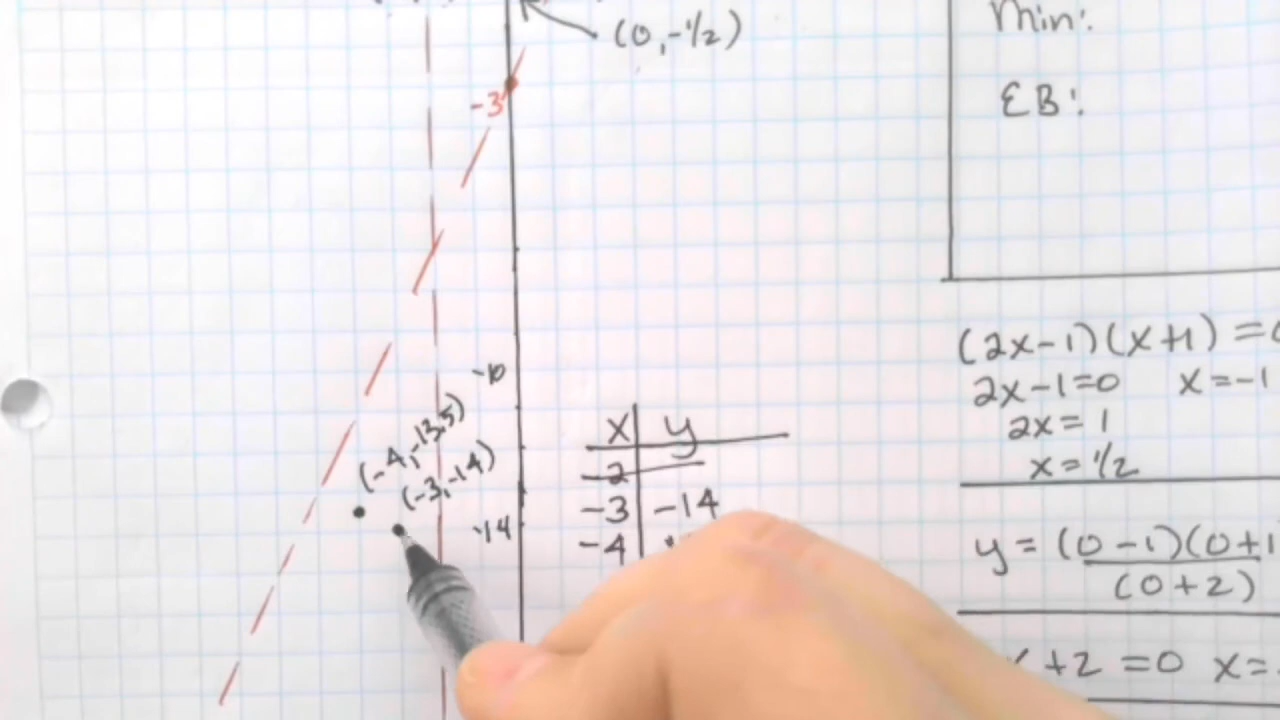 (0,-1/2)
-3
-10
(-4,-13.5)
(-3,-14)
-14
x y
-2
-3 -14
-4
Min:
EB:
(2x-1)(x+1)=
2x-1=0 x=-1
2x=1
x=1/2
y=(0-1)(0+1
(0+2)
+2=0 x=